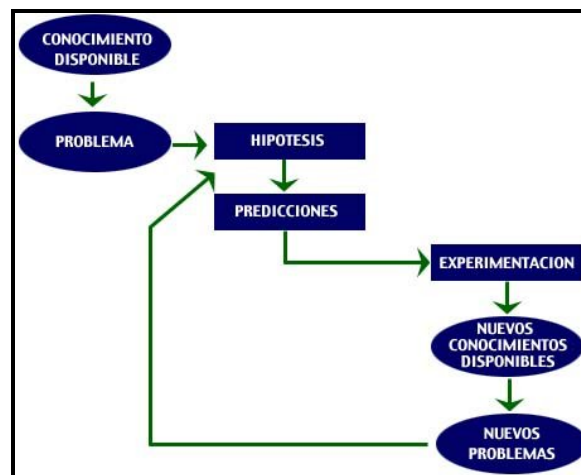 CONOCIMIENTO
DISPONIBLE
PROBLEMA
HIPOTESIS
PREDICCIONES
EXPERIMENTACION
NUEVOS
CONOCIMIENTOS
DISPONIBLES
NUEVOS
PROBLEMAS